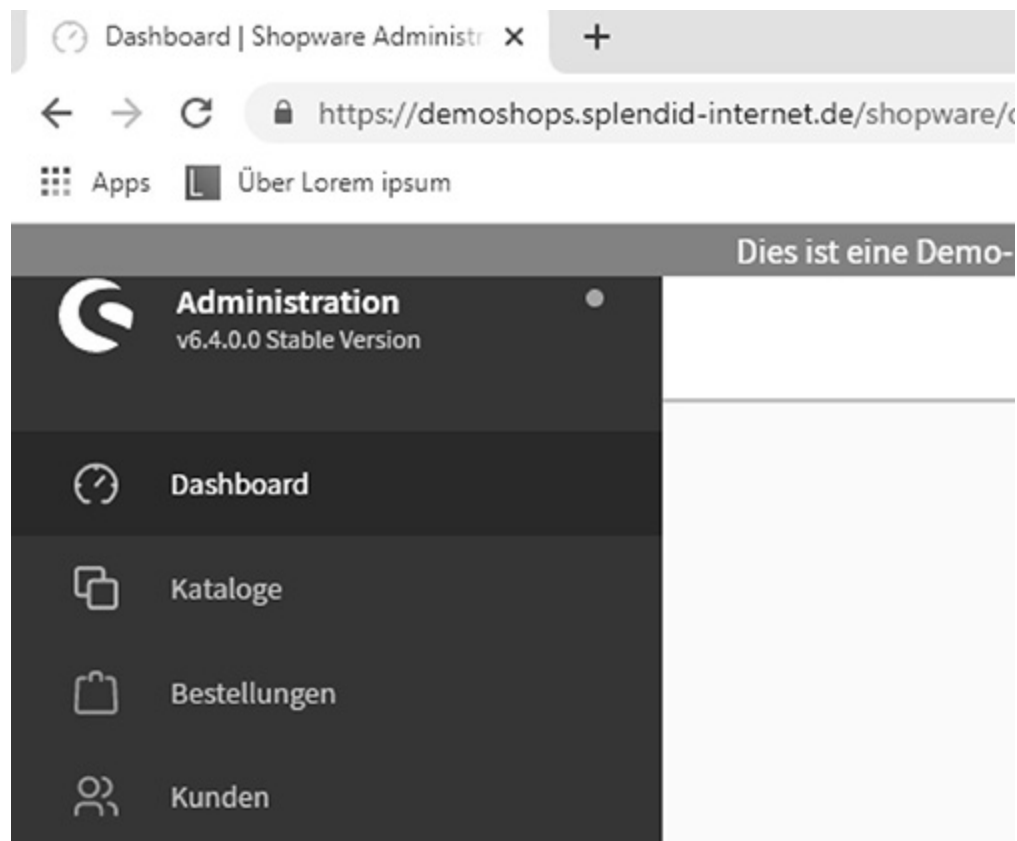 Dashboard | Shopware Administr
https://demoshops.splendid-internet.de/shopware/
Apps Über Lorem ipsum
Dies ist eine Demo-
Administration
v6.4.0.0 Stable Version
Dashboard
Kataloge
Bestellungen
Kunden